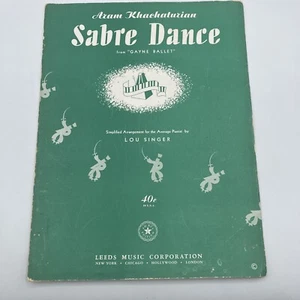 Aram Khachaturian
Sabre Dance
from "GAYNE BALLET"
Simplified Arrangement for the Average Pianist by
LOU SINGER
40c
LEEDS MUSIC CORPORATION
NEW YORK • CHICAGO • HOLLYWOOD • LONDON
©